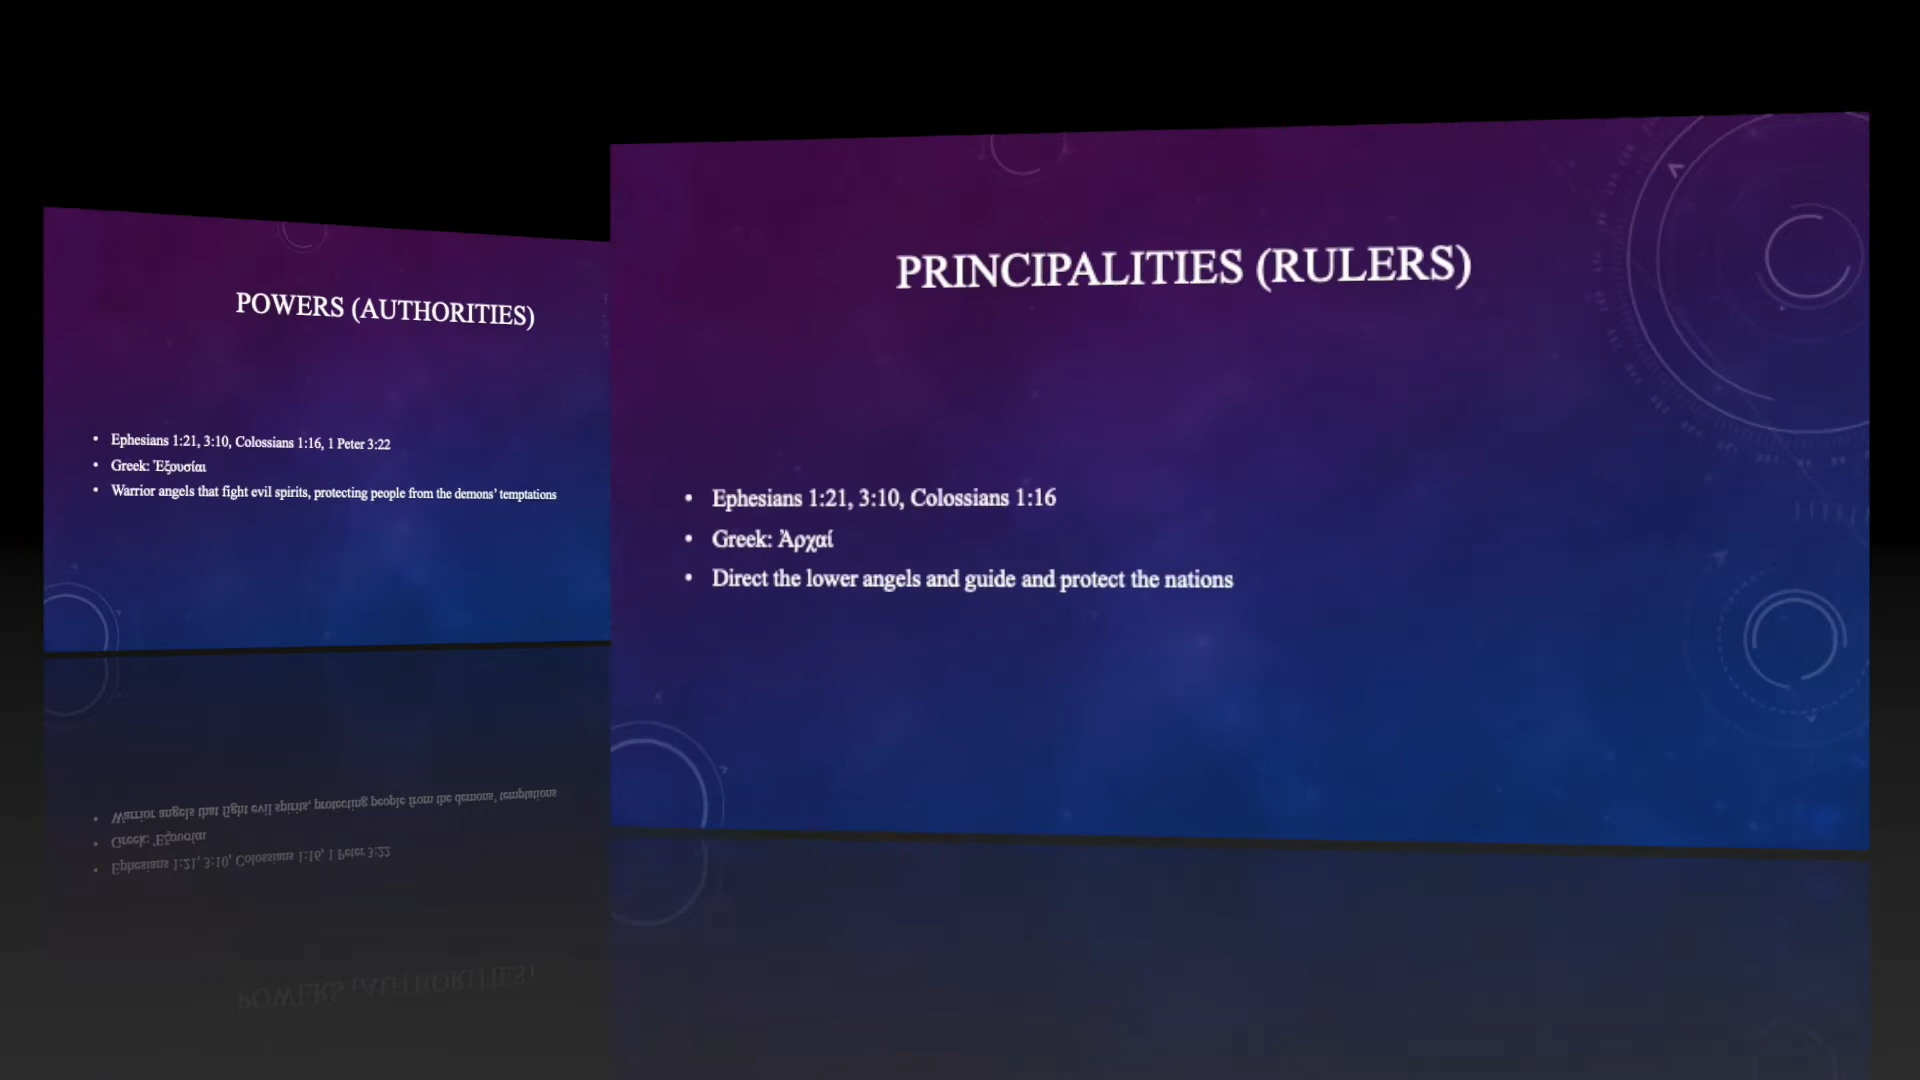 POWERS (AUTHORITIES)
• Ephesians 1:21, 3:10, Colossians 1:16, 1 Peter 3:22
• Greek: Ἐξουσίαι
• Warrior angels that fight evil spirits, protecting people from the demons’ temptations
PRINCIPALITIES (RULERS)
• Ephesians 1:21, 3:10, Colossians 1:16
• Greek: Ἀρχαί
• Direct the lower angels and guide and protect the nations